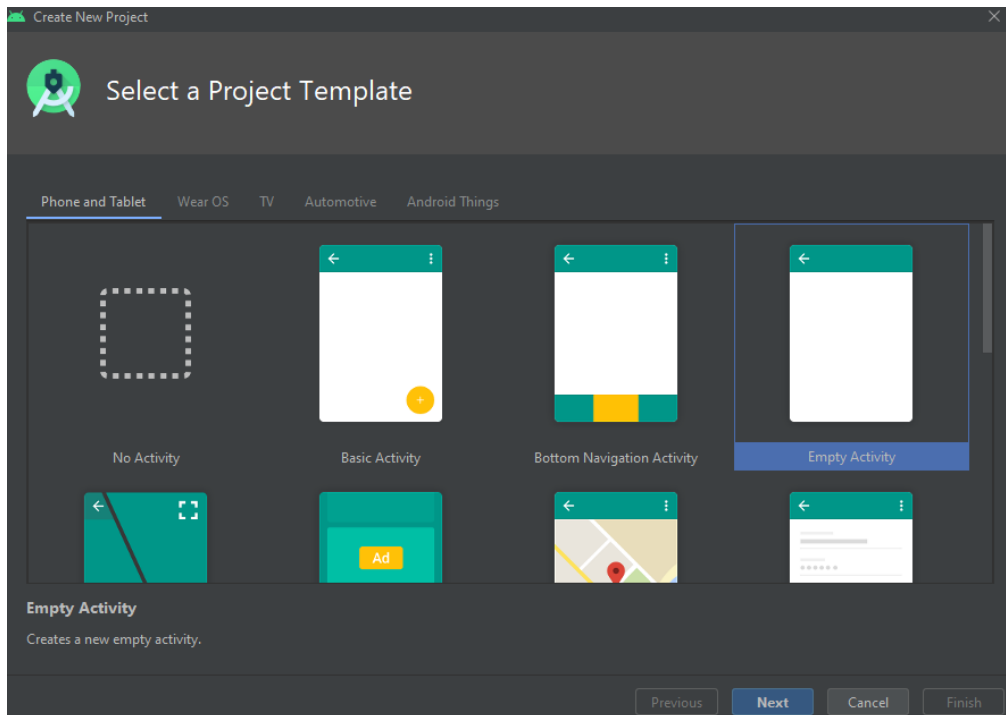 Create New Project
Select a Project Template
Phone and Tablet Wear OS TV Automotive Android Things
No Activity Basic Activity Bottom Navigation Activity Empty Activity
Ad
Empty Activity
Creates a new empty activity.
Previous Next Cancel Finish